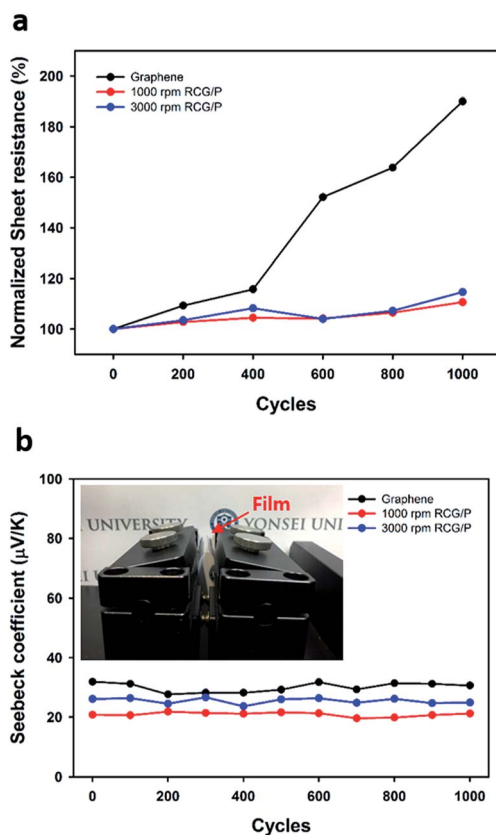 a
Normalized Sheet resistance (%)
200
180
160
140
120
100
Graphene
1000 rpm RCG/P
3000 rpm RCG/P
0 200 400 600 800 1000
Cycles
b
Seebeck coefficient (μV/K)
100
80
60
40
20
0
Film
UNIVERSITY
YONSEI UNI
Graphene
1000 rpm RCG/P
3000 rpm RCG/P
0 200 400 600 800 1000
Cycles